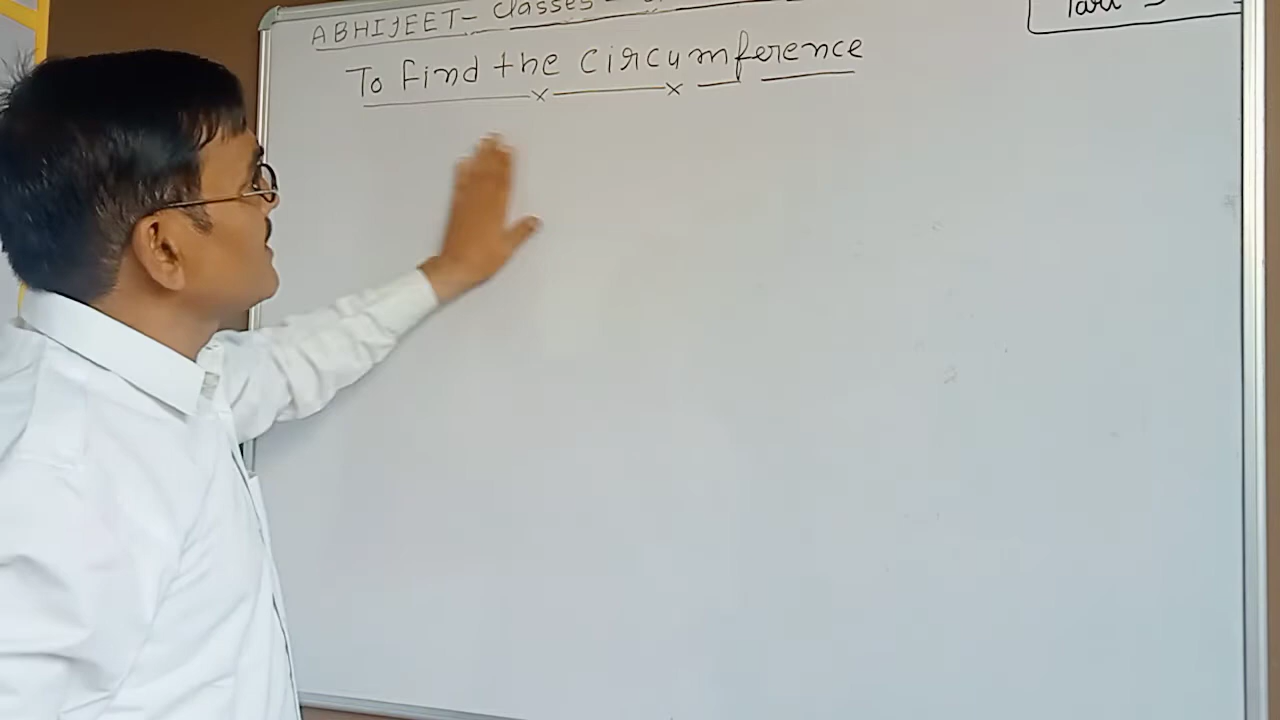 ABHIJEET- Classes -
To find the circumference